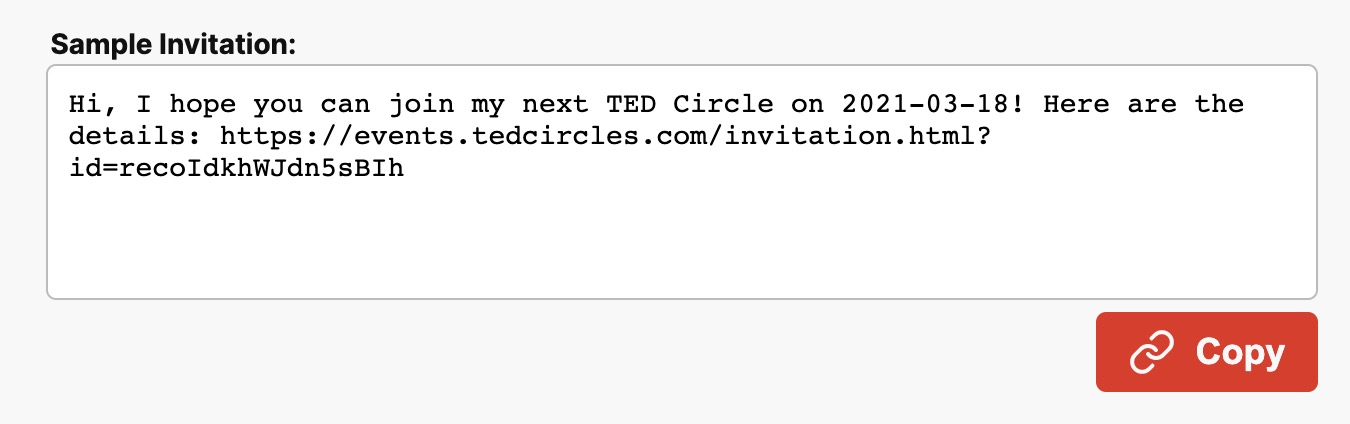 Sample Invitation:
Hi, I hope you can join my next TED Circle on 2021-03-18! Here are the
details: https://events.tedcircles.com/invitation.html?
id=recoIdkhWJdn5sBIh
Copy